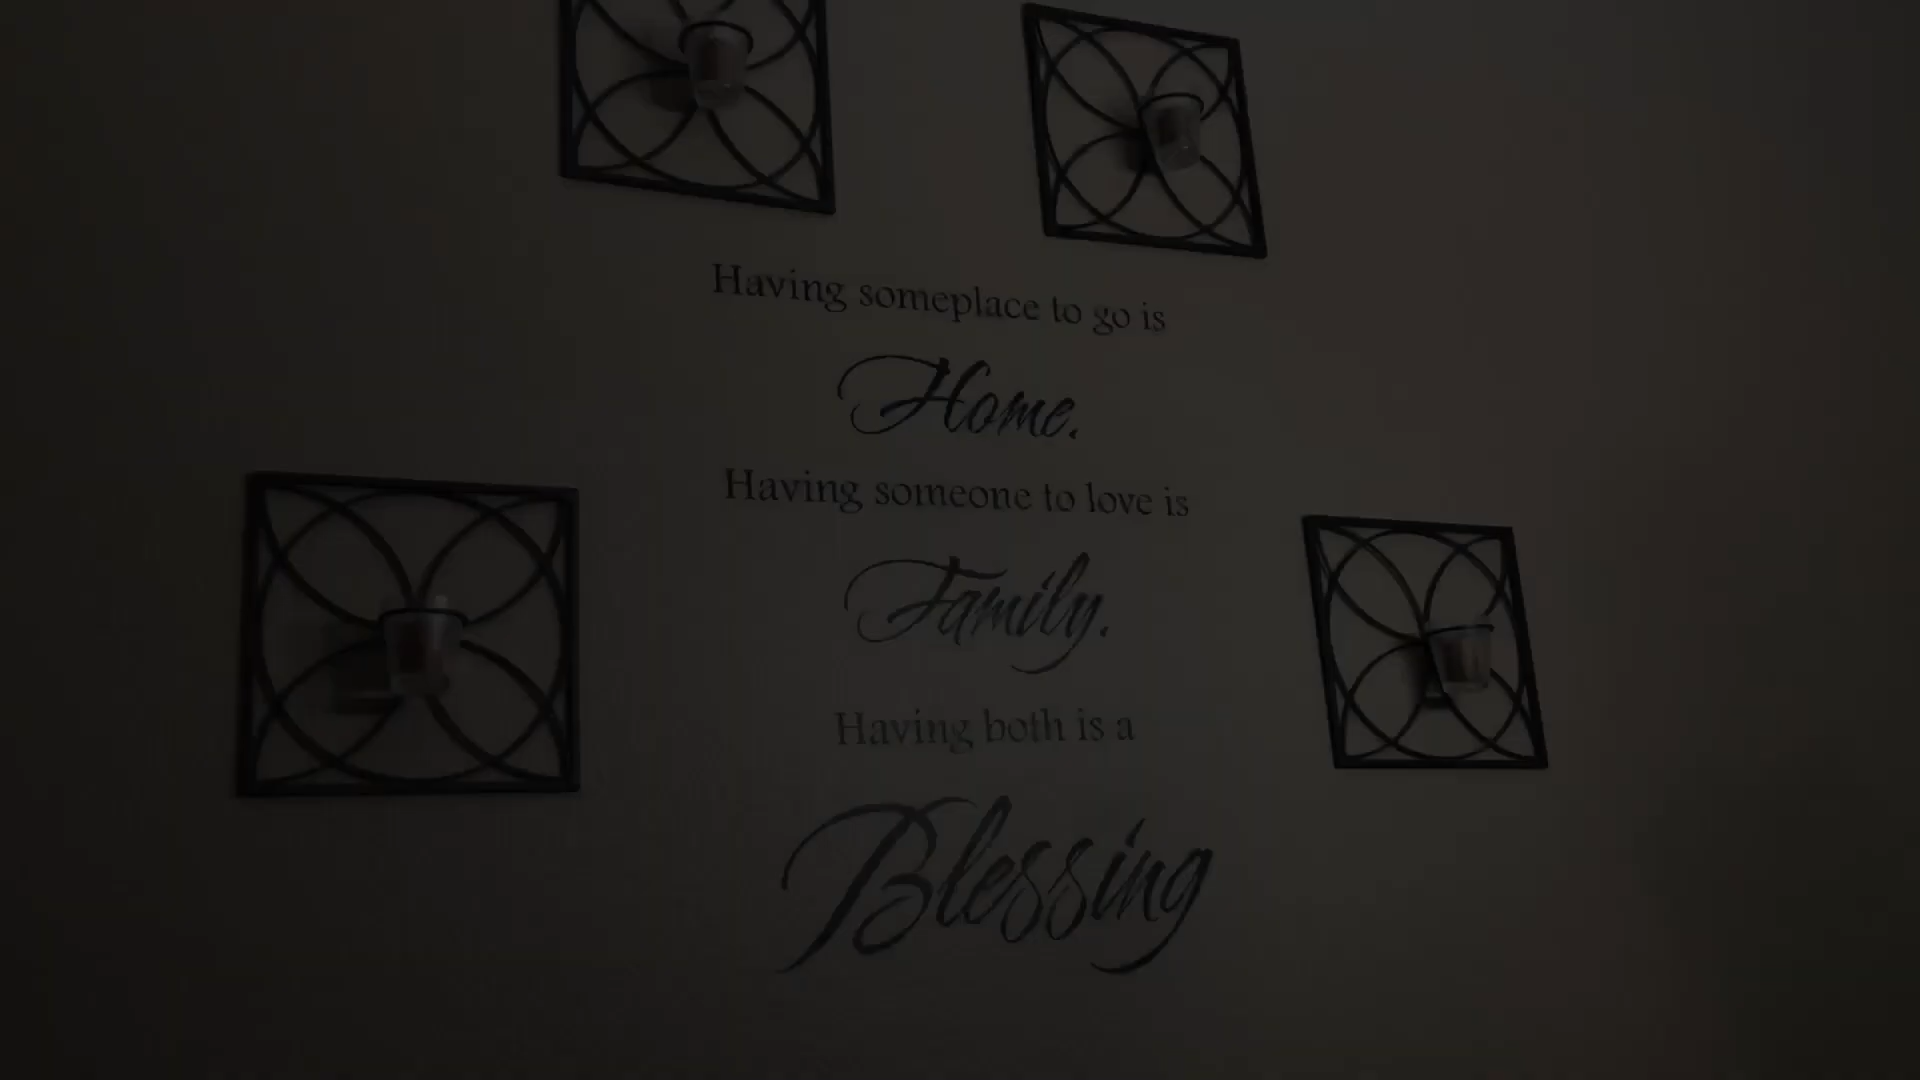 Having someplace to go is
Home.
Having someone to love is
Family.
Having both is a
Blessing